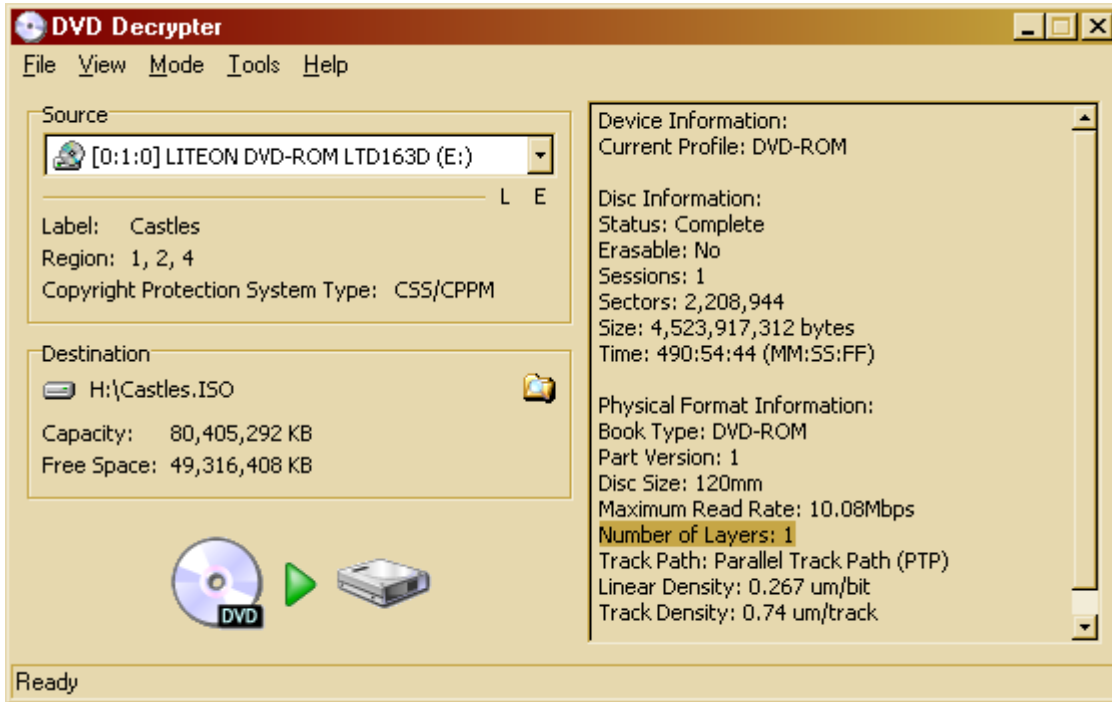 DVD Decrypter
File View Mode Tools Help
Source
[0:1:0] LITEON DVD-ROM LTD163D (E:)
L E
Label: Castles
Region: 1, 2, 4
Copyright Protection System Type: CSS/CPPM
Destination
H:\Castles.ISO
Capacity: 80,405,292 KB
Free Space: 49,316,408 KB
DVD
Device Information:
Current Profile: DVD-ROM
Disc Information:
Status: Complete
Erasable: No
Sessions: 1
Sectors: 2,208,944
Size: 4,523,917,312 bytes
Time: 490:54:44 (MM:SS:FF)
Physical Format Information:
Book Type: DVD-ROM
Part Version: 1
Disc Size: 120mm
Maximum Read Rate: 10.08Mbps
Number of Layers: 1
Track Path: Parallel Track Path (PTP)
Linear Density: 0.267 um/bit
Track Density: 0.74 um/track
Ready